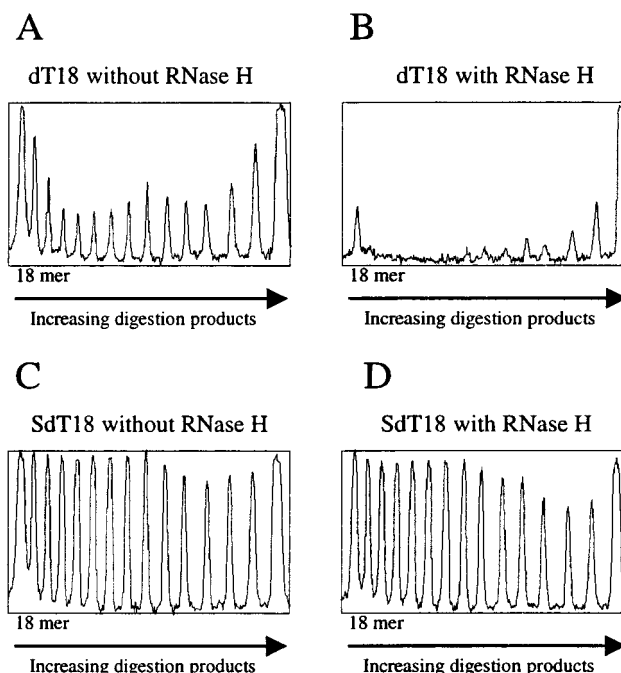 A
dT18 without RNase H
18 mer
Increasing digestion products
B
dT18 with RNase H
18 mer
Increasing digestion products
C
SdT18 without RNase H
18 mer
Increasing digestion products
D
SdT18 with RNase H
18 mer
Increasing digestion products